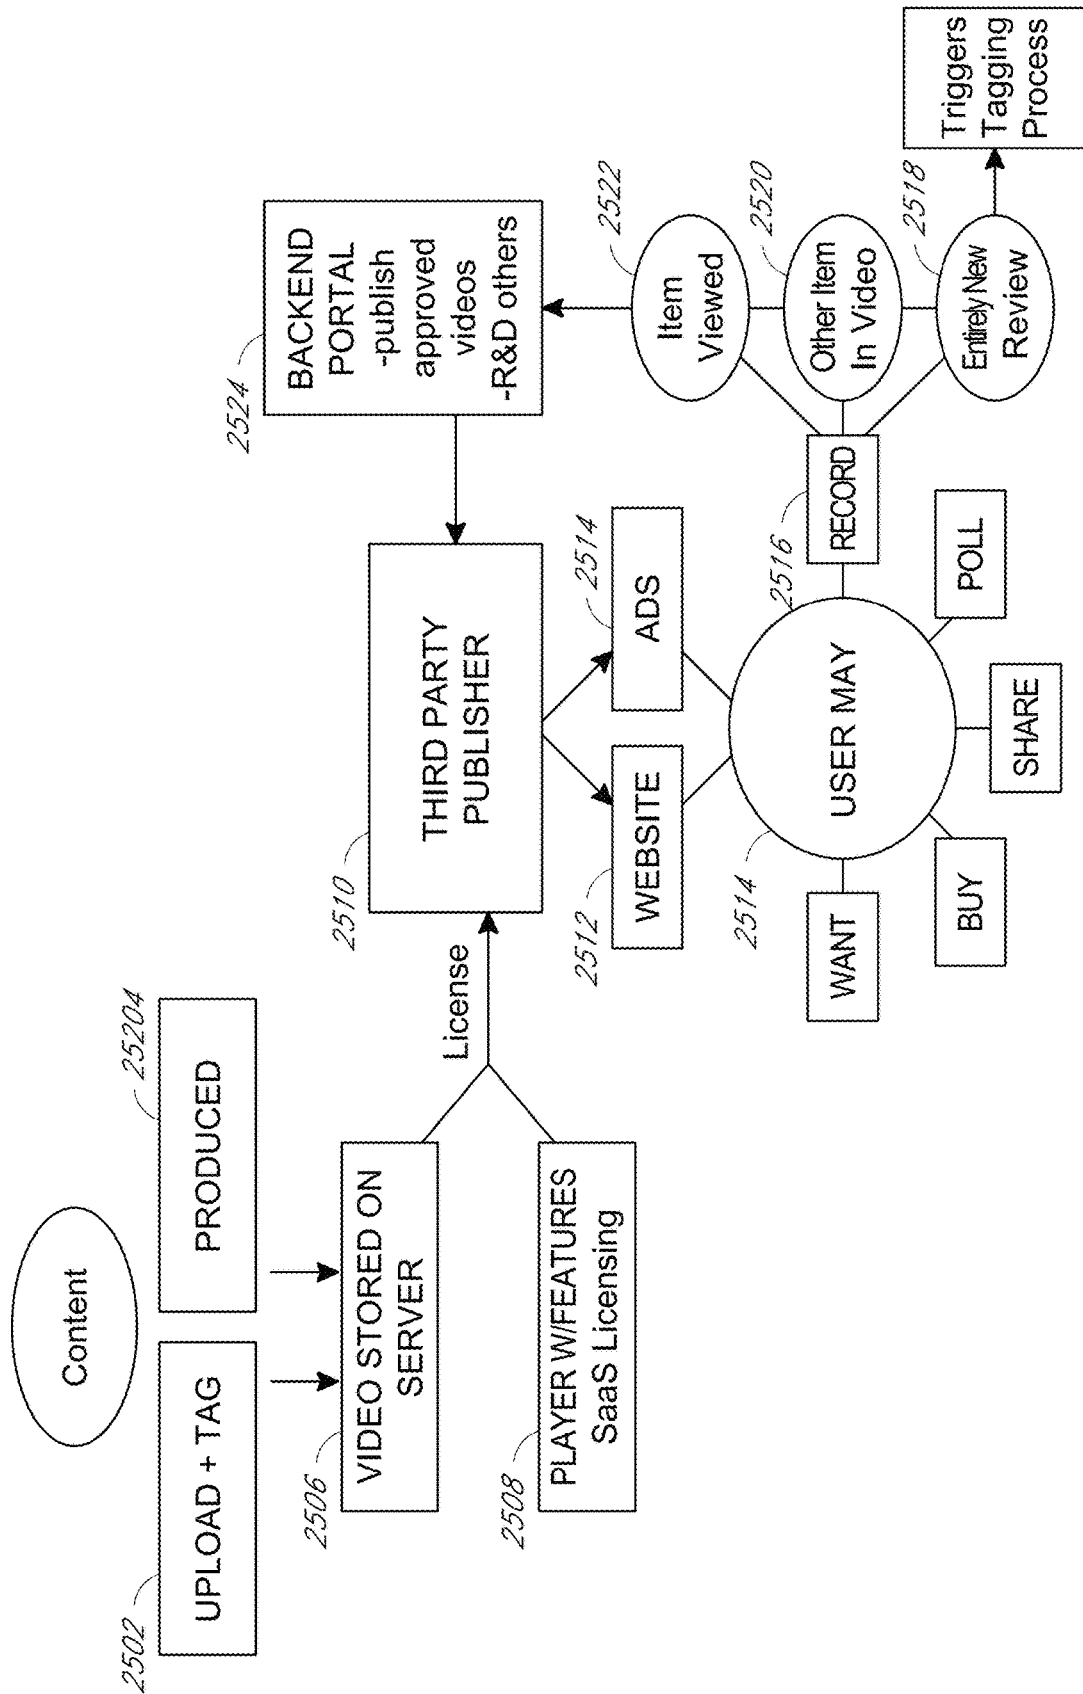 Content
2502
UPLOAD + TAG
PRODUCED
25204
2506
VIDEO STORED ON
SERVER
2508
PLAYER W/FEATURES
SaaS Licensing
License
2510
THIRD PARTY
PUBLISHER
2524
BACKEND
PORTAL
-publish
approved
videos
-R&D others
2512
WEBSITE
ADS
2514
2514
USER MAY
WANT
BUY
SHARE
POLL
2516
RECORD
Item
Viewed
2522
Other Item
In Video
2520
Entirely New
Review
2518
Triggers
Tagging
Process